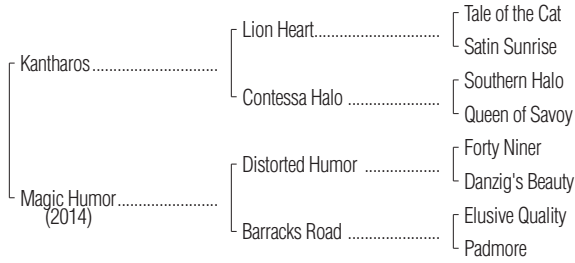 Tale of the Cat
Lion Heart
Satin Sunrise
Kantharos
Southern Halo
Contessa Halo
Queen of Savoy
Forty Niner
Distorted Humor
Danzig's Beauty
Magic Humor
(2014)
Elusive Quality
Barracks Road
Padmore